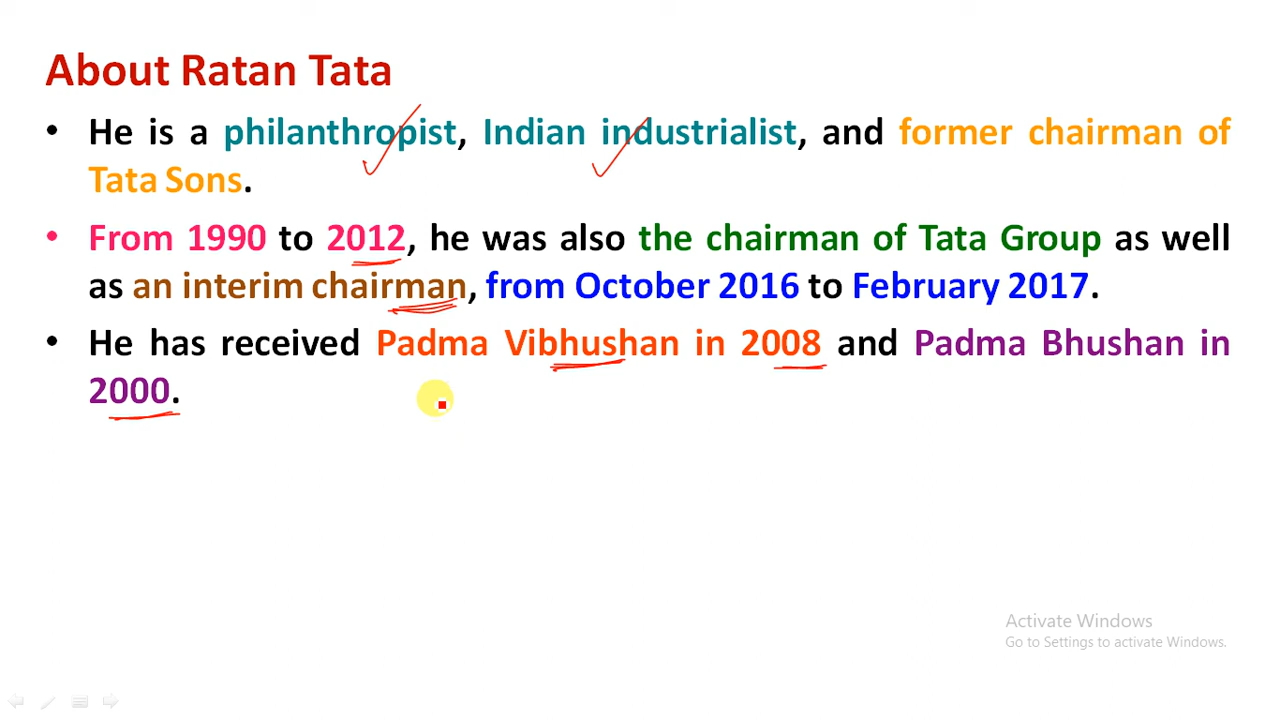 About Ratan Tata
• He is a philanthropist, Indian industrialist, and former chairman of
Tata Sons.
• From 1990 to 2012, he was also the chairman of Tata Group as well
as an interim chairman, from October 2016 to February 2017.
• He has received Padma Vibhushan in 2008 and Padma Bhushan in
2000.
Activate Windows
Go to Settings to activate Windows.